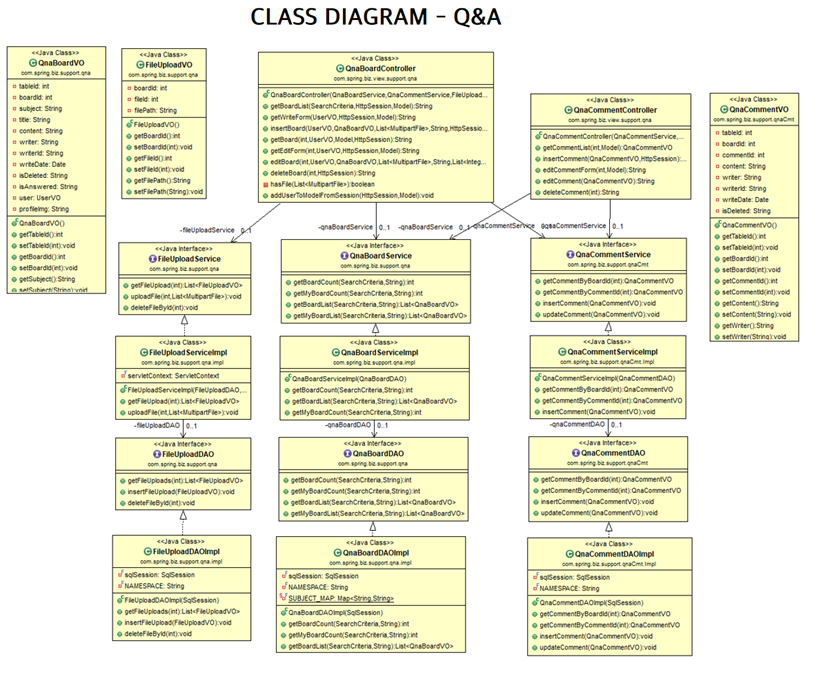 CLASS DIAGRAM - Q&A
<<Java Class>>
QnaBoardVO
com.spring.biz.support.qna
tableId: int
boardId: int
subject: String
title: String
content: String
writer: String
writerId: String
writeDate: Date
isDeleted: String
isAnswered: String
user: UserVO
profileImg: String
QnaBoardVO()
getTableId():int
setTableId(int):void
getBoardId():int
setBoardId(int):void
getSubject():String
setSubject(String):void
<<Java Class>>
FileUploadVO
com.spring.biz.support.qna
boardId: int
fileId: int
filePath: String
FileUploadVO()
getBoardId():int
setBoardId(int):void
getFileId():int
setFileId(int):void
getFilePath():String
setFilePath(String):void
<<Java Class>>
QnaBoardController
com.spring.biz.view.support.qna
QnaBoardController(QnaBoardService,QnaCommentService,FileUpload...
getBoardList(SearchCriteria,HttpSession,Model):String
getWriteForm(UserVO,HttpSession,Model):String
insertBoard(UserVO,QnaBoardVO,List<MultipartFile>,String,HttpSessio...
getBoard(int,UserVO,Model,HttpSession):String
getEditForm(int,UserVO,HttpSession,Model):String
editBoard(int,UserVO,QnaBoardVO,List<MultipartFile>,String,List<Integ...
deleteBoard(int,HttpSession):String
hasFile(List<MultipartFile>):boolean
addUserToModelFromSession(HttpSession,Model):void
<<Java Class>>
QnaCommentController
com.spring.biz.view.support.qna
QnaCommentController(QnaCommentService,...
getCommentList(int,Model):QnaCommentVO
insertComment(QnaCommentVO,HttpSession):...
editCommentForm(int,Model):String
editComment(QnaCommentVO):String
deleteComment(int):String
<<Java Class>>
QnaCommentVO
com.spring.biz.support.qnaCmt
tableId: int
boardId: int
commentId: int
content: String
writer: String
writerId: String
writeDate: Date
isDeleted: String
QnaCommentVO()
getTableId():int
setTableId(int):void
getBoardId():int
setBoardId(int):void
getCommentId():int
setCommentId(int):void
getContent():String
setContent(String):void
getWriter():String
setWriter(String):void
-fileUploadService 0..1
-qnaBoardService 0..1
-qnaBoardService 0..1
-qnaCommentService
-qnaCommentService 0..1
<<Java Interface>>
FileUploadService
com.spring.biz.support.qna
getFileUpload(int):List<FileUploadVO>
uploadFile(int,List<MultipartFile>):void
deleteFileById(int):void
<<Java Interface>>
QnaBoardService
com.spring.biz.support.qna
getBoardCount(SearchCriteria,String):int
getMyBoardCount(SearchCriteria,String):int
getBoardList(SearchCriteria,String):List<QnaBoardVO>
getMyBoardList(SearchCriteria,String):List<QnaBoardVO>
<<Java Interface>>
QnaCommentService
com.spring.biz.support.qnaCmt
getCommentByBoardId(int):QnaCommentVO
getCommentByCommentId(int):QnaCommentVO
insertComment(QnaCommentVO):void
updateComment(QnaCommentVO):void
<<Java Class>>
FileUploadServiceImpl
com.spring.biz.support.qna.impl
servletContext: ServletContext
FileUploadServiceImpl(FileUploadDAO,...
getFileUpload(int):List<FileUploadVO>
uploadFile(int,List<MultipartFile>):void
<<Java Class>>
QnaBoardServiceImpl
com.spring.biz.support.qna.impl
QnaBoardServiceImpl(QnaBoardDAO)
getBoardCount(SearchCriteria,String):int
getBoardList(SearchCriteria,String):List<QnaBoardVO>
getMyBoardCount(SearchCriteria,String):int
<<Java Class>>
QnaCommentServiceImpl
com.spring.biz.support.qnaCmt.impl
QnaCommentServiceImpl(QnaCommentDAO)
getCommentByBoardId(int):QnaCommentVO
getCommentByCommentId(int):QnaCommentVO
insertComment(QnaCommentVO):void
-fileUploadDAO 0..1
-qnaBoardDAO 0..1
-qnaCommentDAO 0..1
<<Java Interface>>
FileUploadDAO
com.spring.biz.support.qna
getFileUploads(int):List<FileUploadVO>
insertFileUpload(FileUploadVO):void
deleteFileById(int):void
<<Java Interface>>
QnaBoardDAO
com.spring.biz.support.qna
getBoardCount(SearchCriteria,String):int
getMyBoardCount(SearchCriteria,String):int
getBoardList(SearchCriteria,String):List<QnaBoardVO>
getMyBoardList(SearchCriteria,String):List<QnaBoardVO>
<<Java Interface>>
QnaCommentDAO
com.spring.biz.support.qnaCmt
getCommentByBoardId(int):QnaCommentVO
getCommentByCommentId(int):QnaCommentVO
insertComment(QnaCommentVO):void
updateComment(QnaCommentVO):void
<<Java Class>>
FileUploadDAOImpl
com.spring.biz.support.qna.impl
sqlSession: SqlSession
NAMESPACE: String
FileUploadDAOImpl(SqlSession)
getFileUploads(int):List<FileUploadVO>
insertFileUpload(FileUploadVO):void
deleteFileById(int):void
<<Java Class>>
QnaBoardDAOImpl
com.spring.biz.support.qna.impl
sqlSession: SqlSession
NAMESPACE: String
SUBJECT_MAP: Map<String,String>
QnaBoardDAOImpl(SqlSession)
getBoardCount(SearchCriteria,String):int
getMyBoardCount(SearchCriteria,String):int
getBoardList(SearchCriteria,String):List<QnaBoardVO>
<<Java Class>>
QnaCommentDAOImpl
com.spring.biz.support.qnaCmt.Impl
sqlSession: SqlSession
NAMESPACE: String
QnaCommentDAOImpl(SqlSession)
getCommentByBoardId(int):QnaCommentVO
getCommentByCommentId(int):QnaCommentVO
insertComment(QnaCommentVO):void
updateComment(QnaCommentVO):void